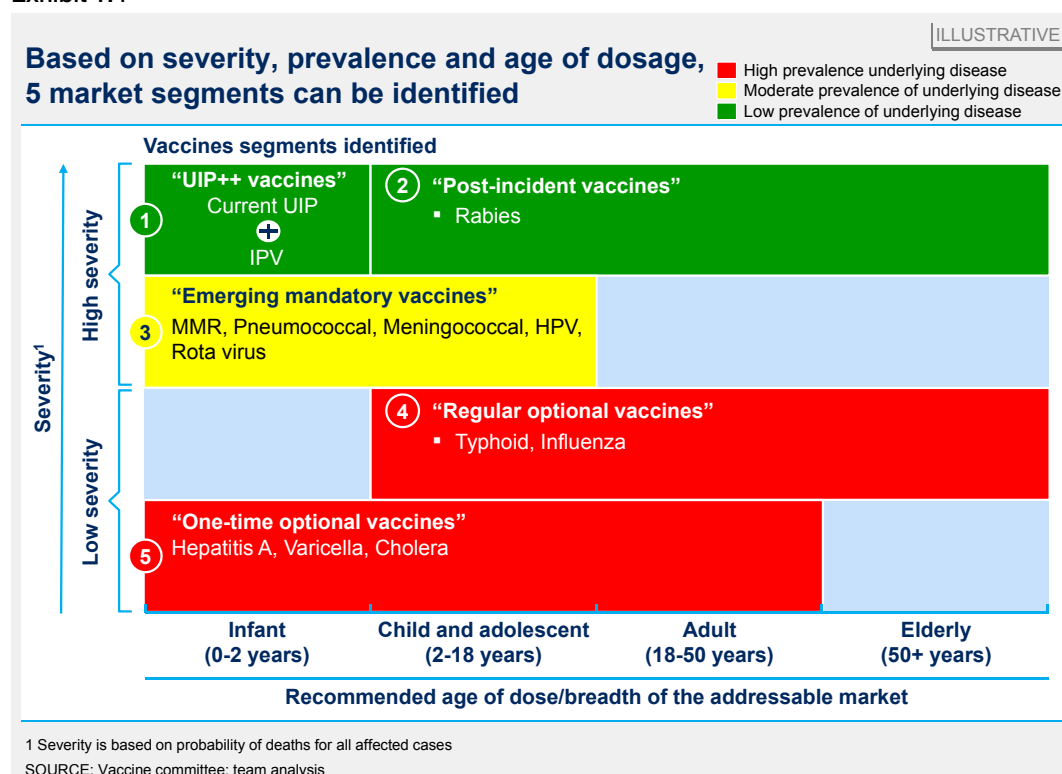 ILLUSTRATIVE
Based on severity, prevalence and age of dosage,
5 market segments can be identified
High prevalence underlying disease
Moderate prevalence of underlying disease
Low prevalence of underlying disease
Vaccines segments identified
Severity¹
High severity
Low severity
1
“UIP++ vaccines”
Current UIP
+
IPV
2
“Post-incident vaccines”
▪ Rabies
3
“Emerging mandatory vaccines”
MMR, Pneumococcal, Meningococcal, HPV,
Rota virus
4
“Regular optional vaccines”
▪ Typhoid, Influenza
5
“One-time optional vaccines”
Hepatitis A, Varicella, Cholera
Infant
(0-2 years)
Child and adolescent
(2-18 years)
Adult
(18-50 years)
Elderly
(50+ years)
Recommended age of dose/breadth of the addressable market
1 Severity is based on probability of deaths for all affected cases
SOURCE: Vaccine committee; team analysis